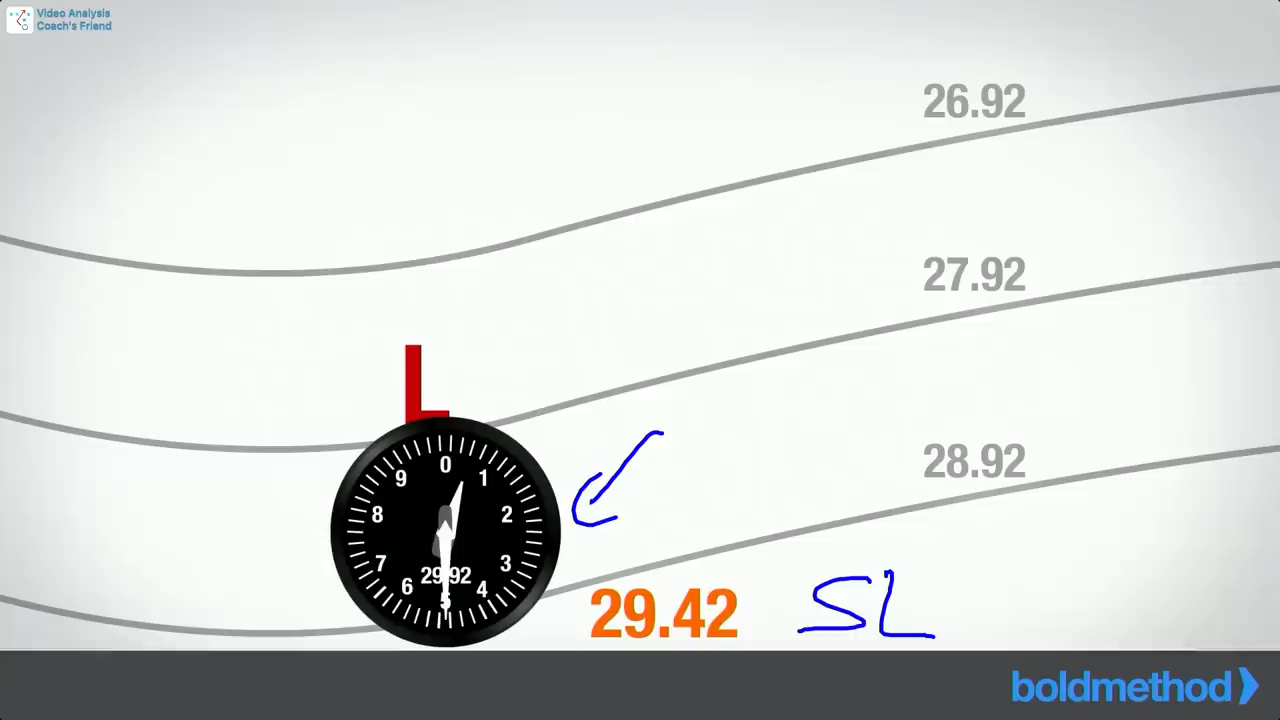 Video Analysis
Coach's Friend
26.92
27.92
28.92
L
0
1
2
3
4
5
6
7
8
9
29.92
29.42 SL
boldmethod